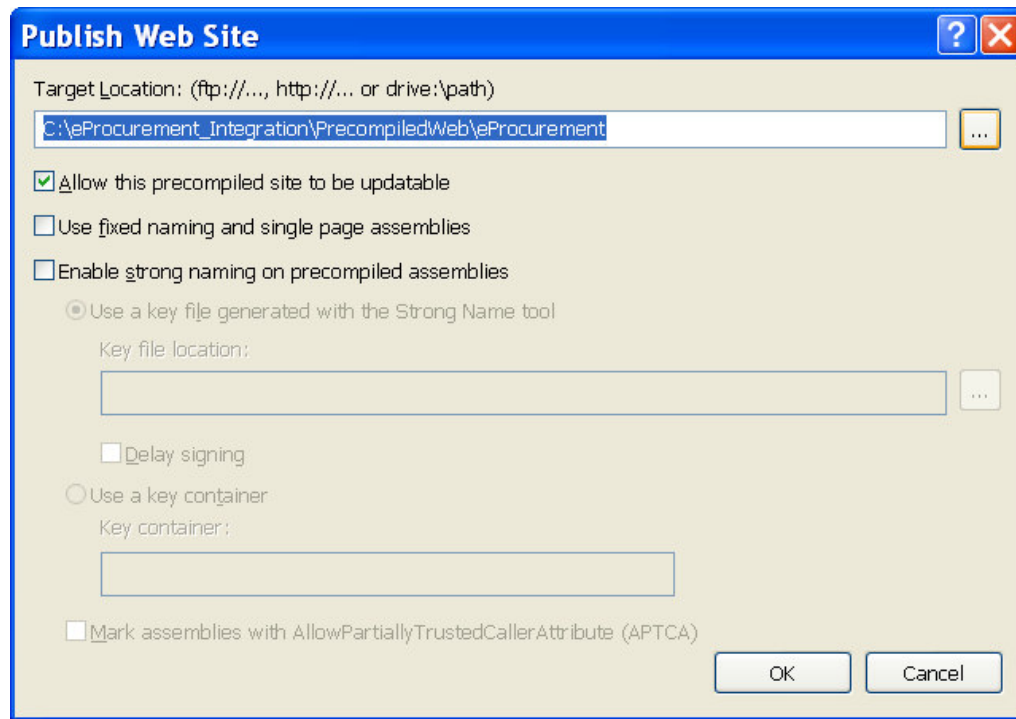 Publish Web Site
?
Target Location: (ftp://..., http://... or drive:\path)
C:\eProcurement_Integration\PrecompiledWeb\eProcurement
...
Allow this precompiled site to be updatable
Use fixed naming and single page assemblies
Enable strong naming on precompiled assemblies
Use a key file generated with the Strong Name tool
Key file location:
...
Delay signing
Use a key container
Key container:
Mark assemblies with AllowPartiallyTrustedCallerAttribute (APTCA)
OK Cancel